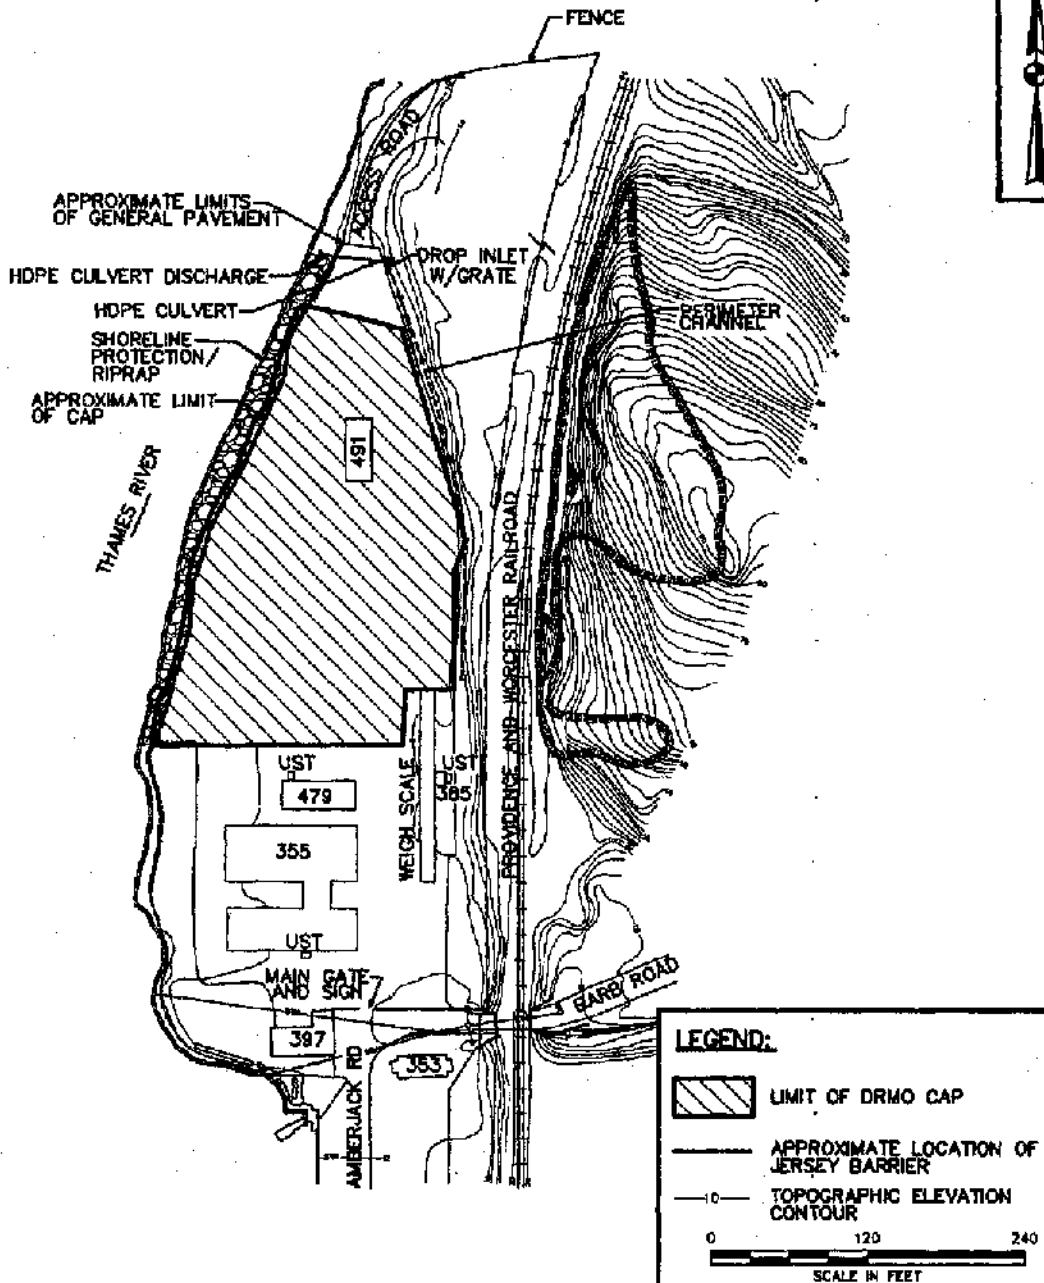 FENCE
ACCESS ROAD
APPROXIMATE LIMITS
OF GENERAL PAVEMENT
DROP INLET
W/GRATE
HDPE CULVERT DISCHARGE
HDPE CULVERT
PERIMETER
CHANNEL
SHORELINE
PROTECTION/
RIPRAP
APPROXIMATE LIMIT
OF CAP
491
THAMES RIVER
PROVIDENCE AND WORCESTER RAILROAD
WEIGH SCALE
UST
479
UST
385
355
UST
MAIN GATE
AND SIGN
BARB ROAD
397
353
AMBERJACK RD
LEGEND:
LIMIT OF DRMO CAP
APPROXIMATE LOCATION OF
JERSEY BARRIER
10
TOPOGRAPHIC ELEVATION
CONTOUR
0 120 240
SCALE IN FEET